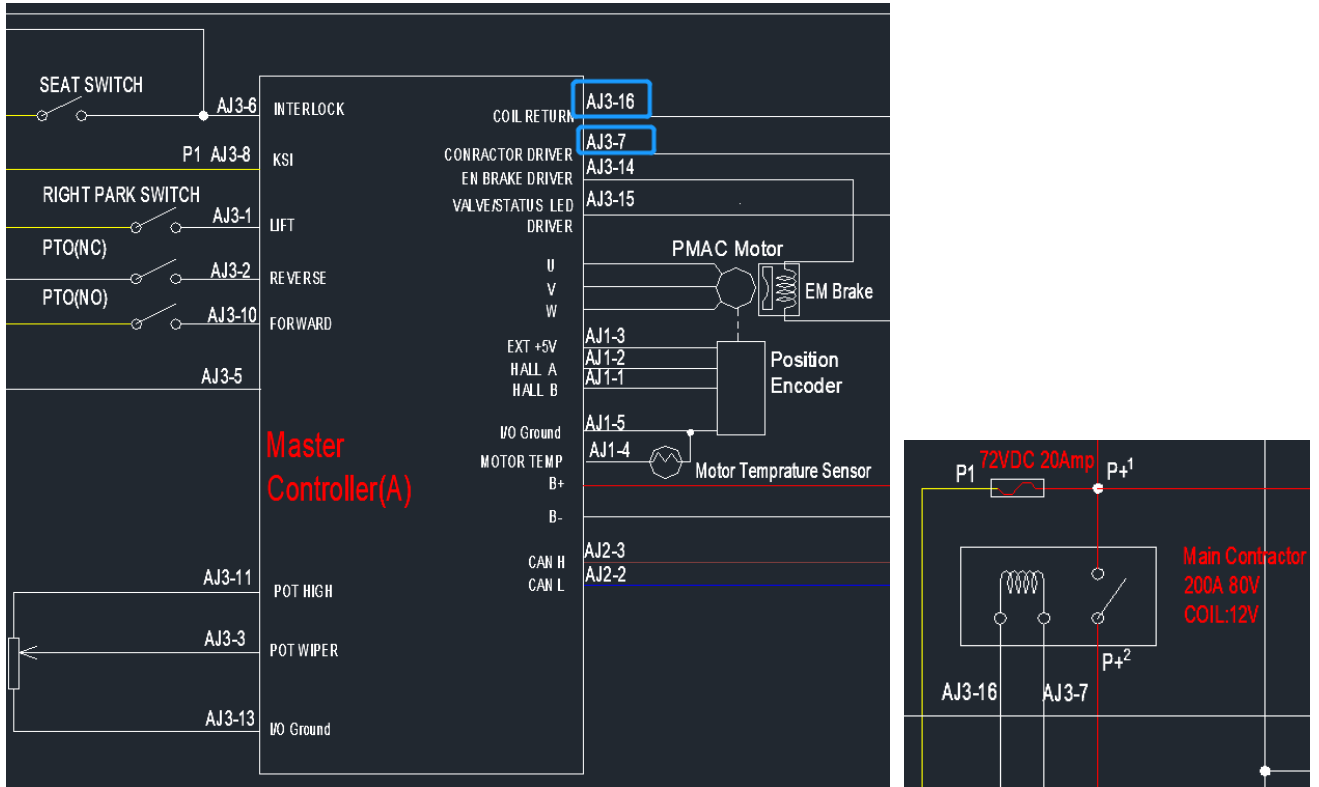 SEAT SWITCH
AJ3-6
INTERLOCK
P1 AJ3-8
KSI
RIGHT PARK SWITCH
AJ3-1
LIFT
PTO(NC)
AJ3-2
REVERSE
PTO(NO)
AJ3-10
FORWARD
AJ3-5
Master
Controller(A)
AJ3-11
POT HIGH
AJ3-3
POT WIPER
AJ3-13
I/O Ground
COIL RETURN
AJ3-16
CONRACTOR DRIVER
AJ3-7
EN BRAKE DRIVER
AJ3-14
VALVE/STATUS LED
DRIVER
AJ3-15
U
V
W
PMAC Motor
EM Brake
EXT +5V
AJ1-3
HALL A
AJ1-2
HALL B
AJ1-1
Position
Encoder
I/O Ground
AJ1-5
MOTOR TEMP
AJ1-4
Motor Temprature Sensor
B+
B-
CAN H
AJ2-3
CAN L
AJ2-2
P1
72VDC 20Amp
P+1
Main Contractor
200A 80V
COIL:12V
P+2
AJ3-16
AJ3-7